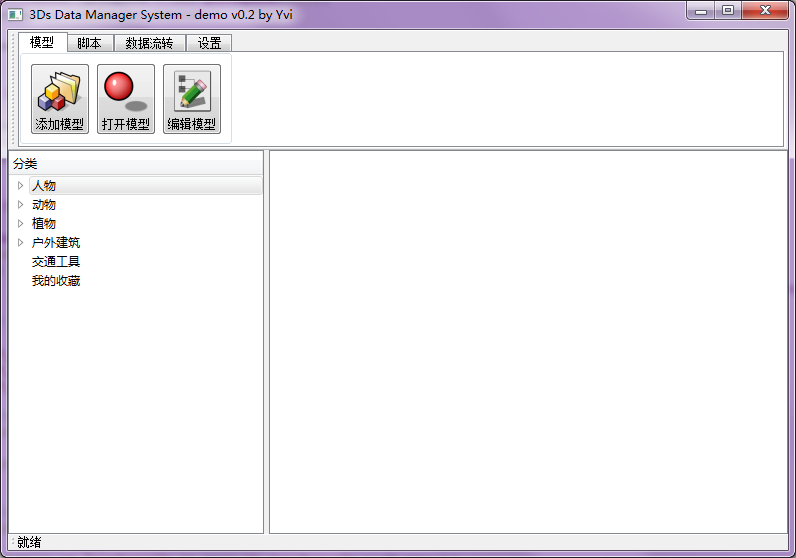 3Ds Data Manager System - demo v0.2 by Yvi
模型 脚本 数据流转 设置
添加模型 打开模型 编辑模型
分类
人物
动物
植物
户外建筑
交通工具
我的收藏
就绪